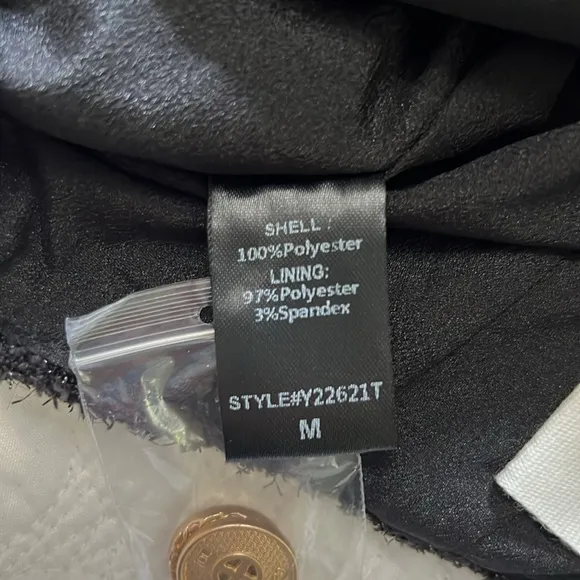 SHELL :
100%Polyester
LINING:
97%Polyester
3%Spandex
STYLE#Y22621T
M